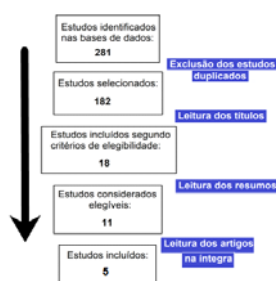 Estudos identificados
nas bases de dados:
281
Exclusão dos estudos
duplicados
Estudos selecionados:
182
Leitura dos títulos
Estudos incluídos segundo
critérios de elegibilidade:
18
Leitura dos resumos
Estudos considerados
elegíveis:
11
Leitura dos artigos
na íntegra
Estudos incluídos:
5